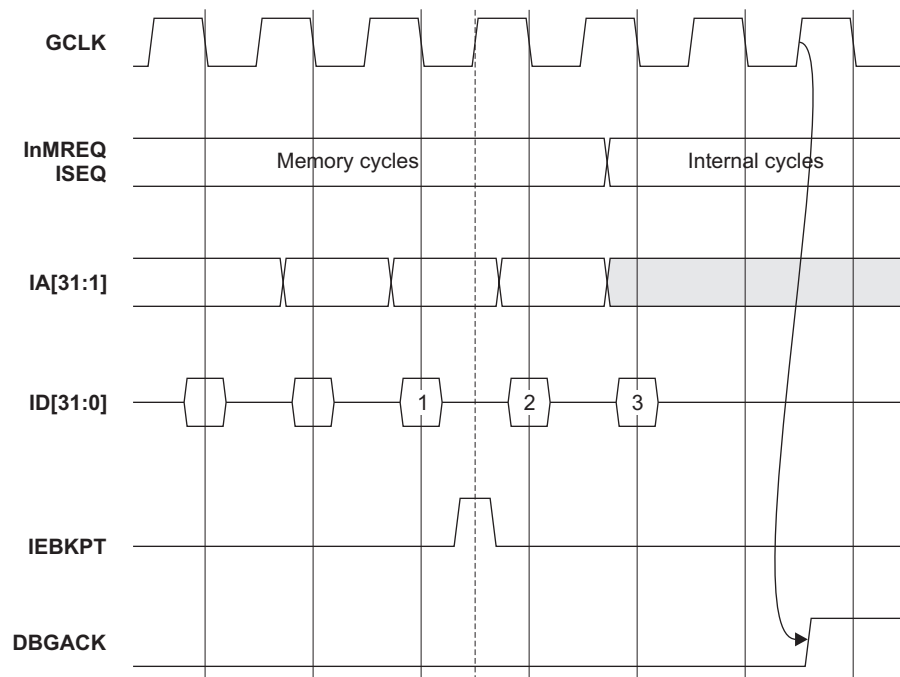 GCLK
InMREQ
ISEQ
Memory cycles
Internal cycles
IA[31:1]
ID[31:0]
1
2
3
IEBKPT
DBGACK